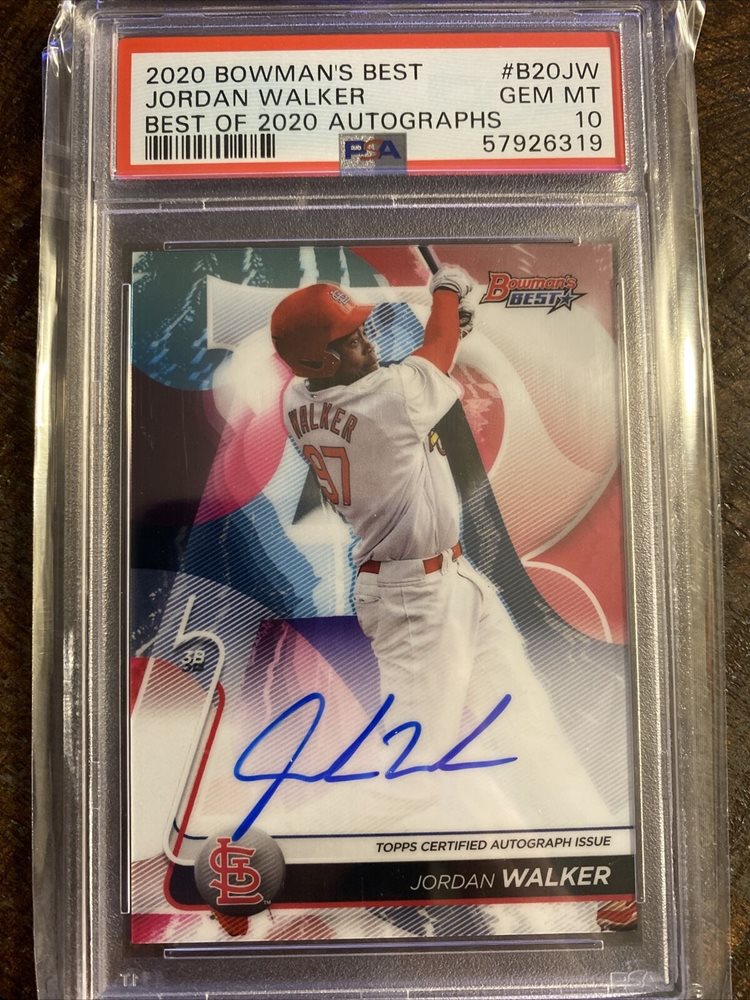 2020 BOWMAN'S BEST #B20JW
JORDAN WALKER GEM MT
BEST OF 2020 AUTOGRAPHS 10
PSA 57926319
Bowman's
BEST
WALKER
97
3B
TOPPS CERTIFIED AUTOGRAPH ISSUE
JORDAN WALKER
STL